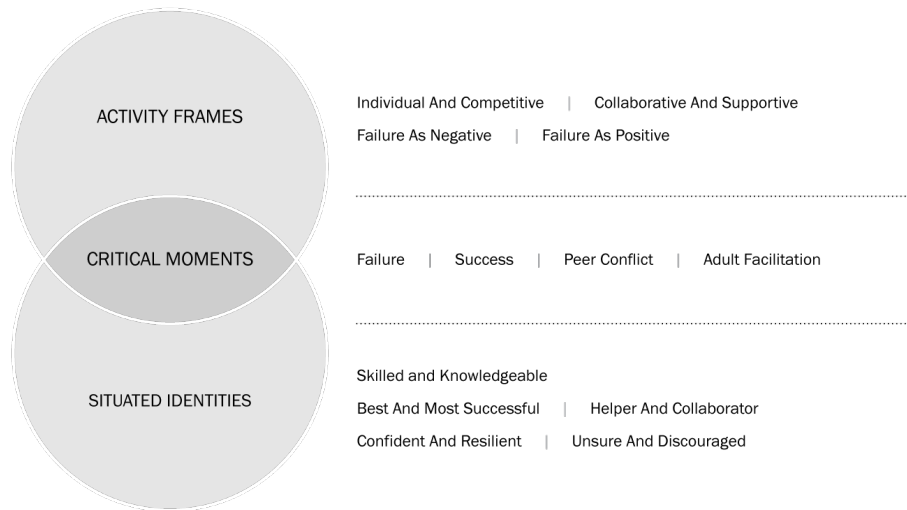 ACTIVITY FRAMES
Individual And Competitive | Collaborative And Supportive
Failure As Negative | Failure As Positive
CRITICAL MOMENTS
Failure | Success | Peer Conflict | Adult Facilitation
SITUATED IDENTITIES
Skilled and Knowledgeable
Best And Most Successful | Helper And Collaborator
Confident And Resilient | Unsure And Discouraged